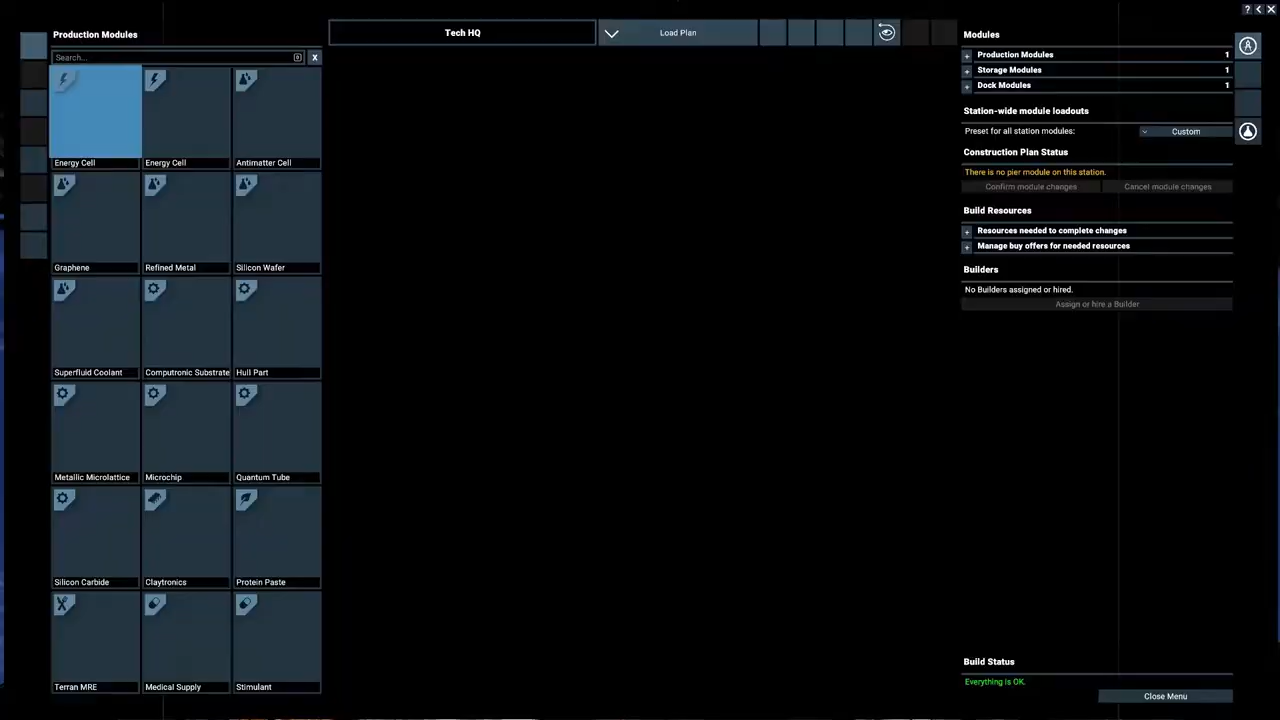 ? < X
Production Modules
Search...
X
Energy Cell
Energy Cell
Antimatter Cell
Graphene
Refined Metal
Silicon Wafer
Superfluid Coolant
Computronic Substrate
Hull Part
Metallic Microlattice
Microchip
Quantum Tube
Silicon Carbide
Claytronics
Protein Paste
Terran MRE
Medical Supply
Stimulant
Tech HQ
Load Plan
Modules
+ Production Modules 1
+ Storage Modules 1
+ Dock Modules 1
Station-wide module loadouts
Preset for all station modules: Custom
Construction Plan Status
There is no pier module on this station.
Confirm module changes Cancel module changes
Build Resources
+ Resources needed to complete changes
+ Manage buy offers for needed resources
Builders
No Builders assigned or hired.
Assign or hire a Builder
Build Status
Everything is OK.
Close Menu